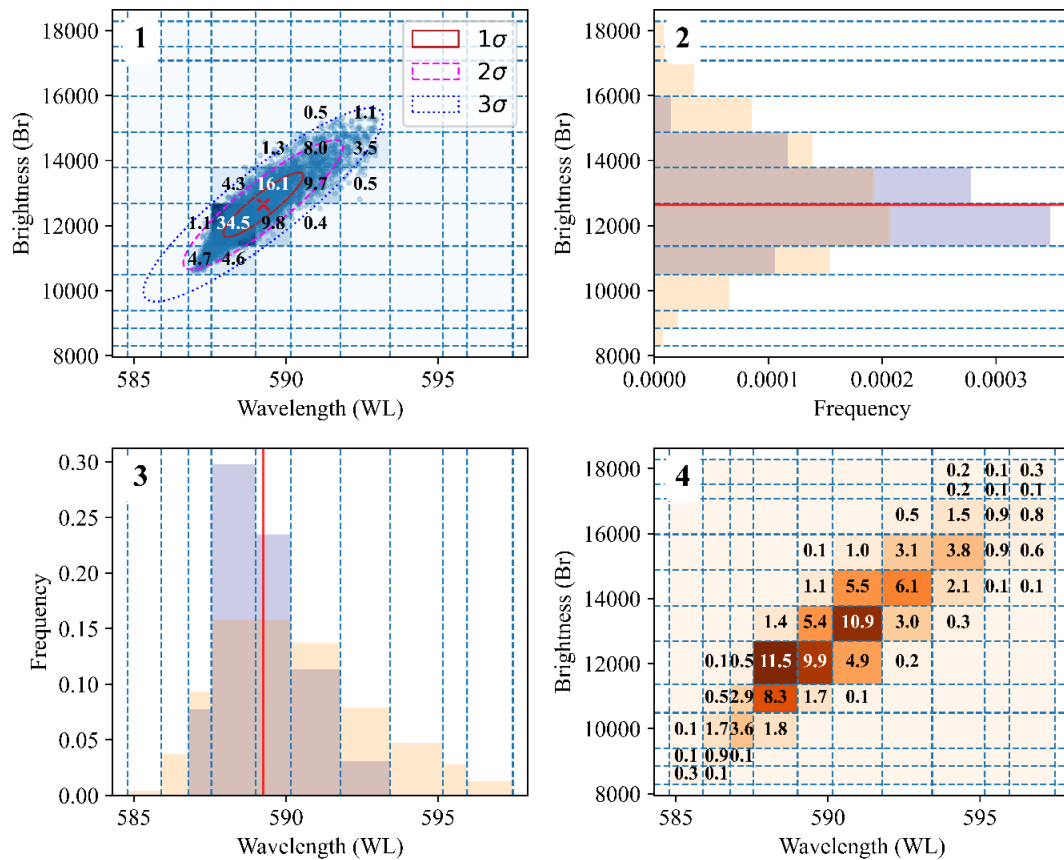 1
1σ
2σ
3σ
18000
16000
14000
12000
10000
8000
Brightness (Br)
0.5 1.1
1.3 8.0 3.5
4.3 16.1 9.7 0.5
1.1 34.5 9.8 0.4
4.7 4.6
585 590 595
Wavelength (WL)
2
18000
16000
14000
12000
10000
8000
Brightness (Br)
0.0000 0.0001 0.0002 0.0003
Frequency
3
0.30
0.25
0.20
0.15
0.10
0.05
0.00
Frequency
585 590 595
Wavelength (WL)
4
18000
16000
14000
12000
10000
8000
Brightness (Br)
0.2 0.1 0.3
0.2 0.1 0.1
0.5 1.5 0.9 0.8
0.1 1.0 3.1 3.8 0.9 0.6
1.1 5.5 6.1 2.1 0.1 0.1
1.4 5.4 10.9 3.0 0.3
0.1 0.5 11.5 9.9 4.9 0.2
0.5 2.9 8.3 1.7 0.1
0.1 1.7 3.6 1.8
0.1 0.9 0.1
0.3 0.1
585 590 595
Wavelength (WL)